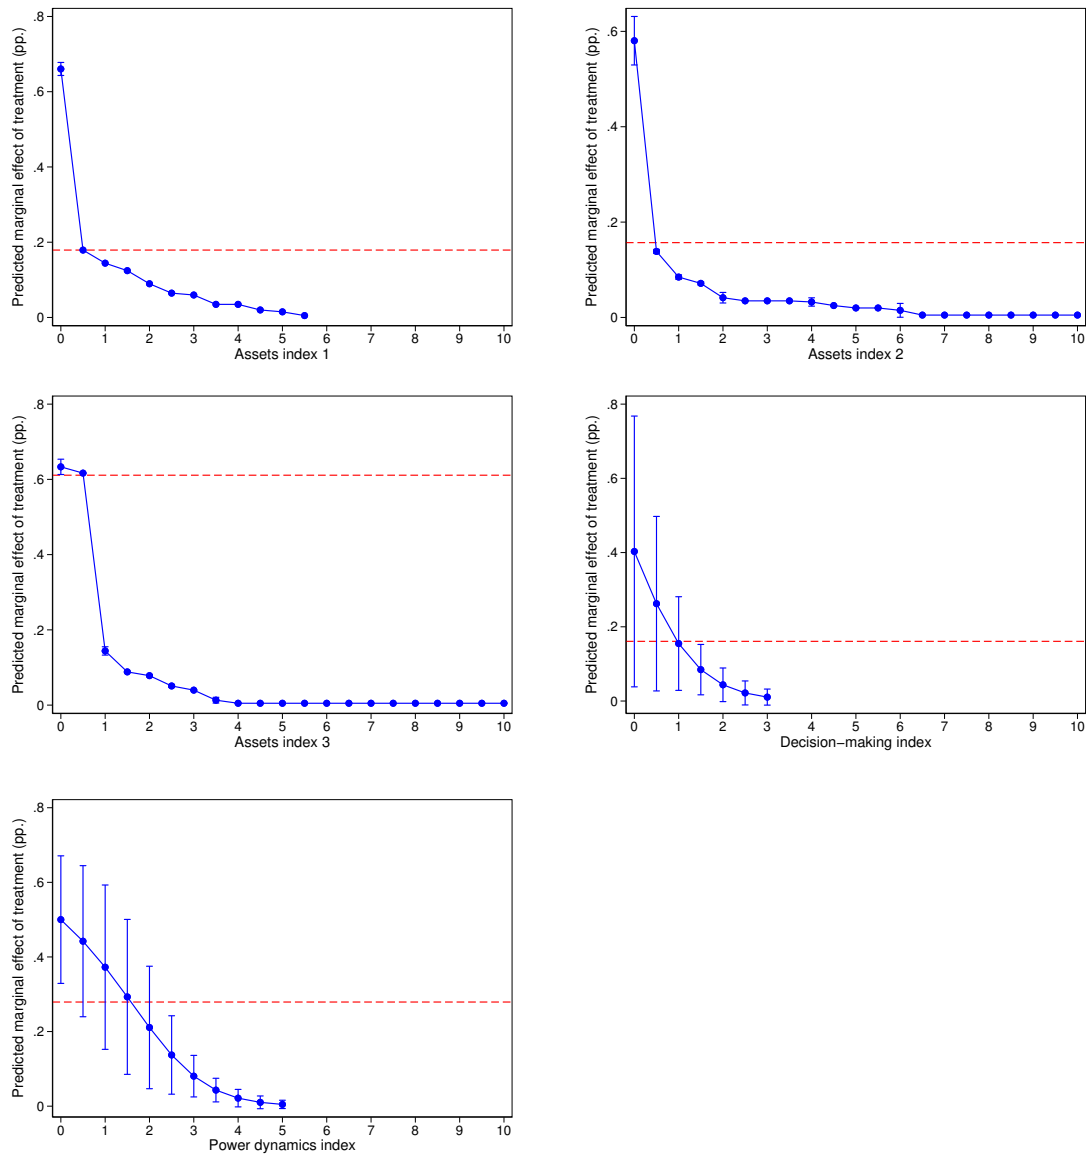 Predicted marginal effect of treatment (pp.)
.8
.6
.4
.2
0
0 1 2 3 4 5 6 7 8 9 10
Assets index 1
Predicted marginal effect of treatment (pp.)
.6
.4
.2
0
0 1 2 3 4 5 6 7 8 9 10
Assets index 2
Predicted marginal effect of treatment (pp.)
.8
.6
.4
.2
0
0 1 2 3 4 5 6 7 8 9 10
Assets index 3
Predicted marginal effect of treatment (pp.)
.8
.6
.4
.2
0
0 1 2 3 4 5 6 7 8 9 10
Decision−making index
Predicted marginal effect of treatment (pp.)
.8
.6
.4
.2
0
0 1 2 3 4 5 6 7 8 9 10
Power dynamics index